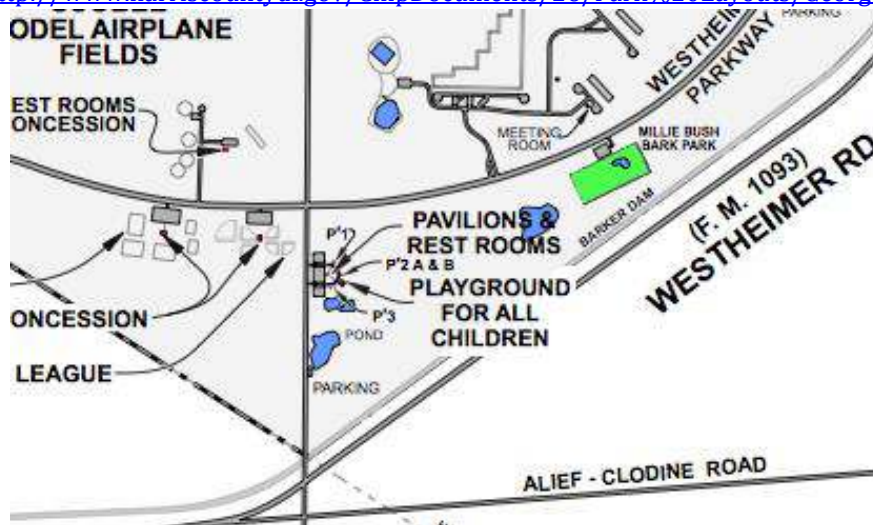 ODEL AIRPLANE
FIELDS
EST ROOMS
ONCESSION
WESTHEIM
PARKWAY
PARKING
MEETING
ROOM
MILLIE BUSH
BARK PARK
BARKER DAM
(F. M. 1093)
WESTHEIMER RD
P'1
PAVILIONS &
REST ROOMS
P'2 A & B
PLAYGROUND
FOR ALL
CHILDREN
P'3
ONCESSION
LEAGUE
POND
PARKING
ALIEF - CLODINE ROAD